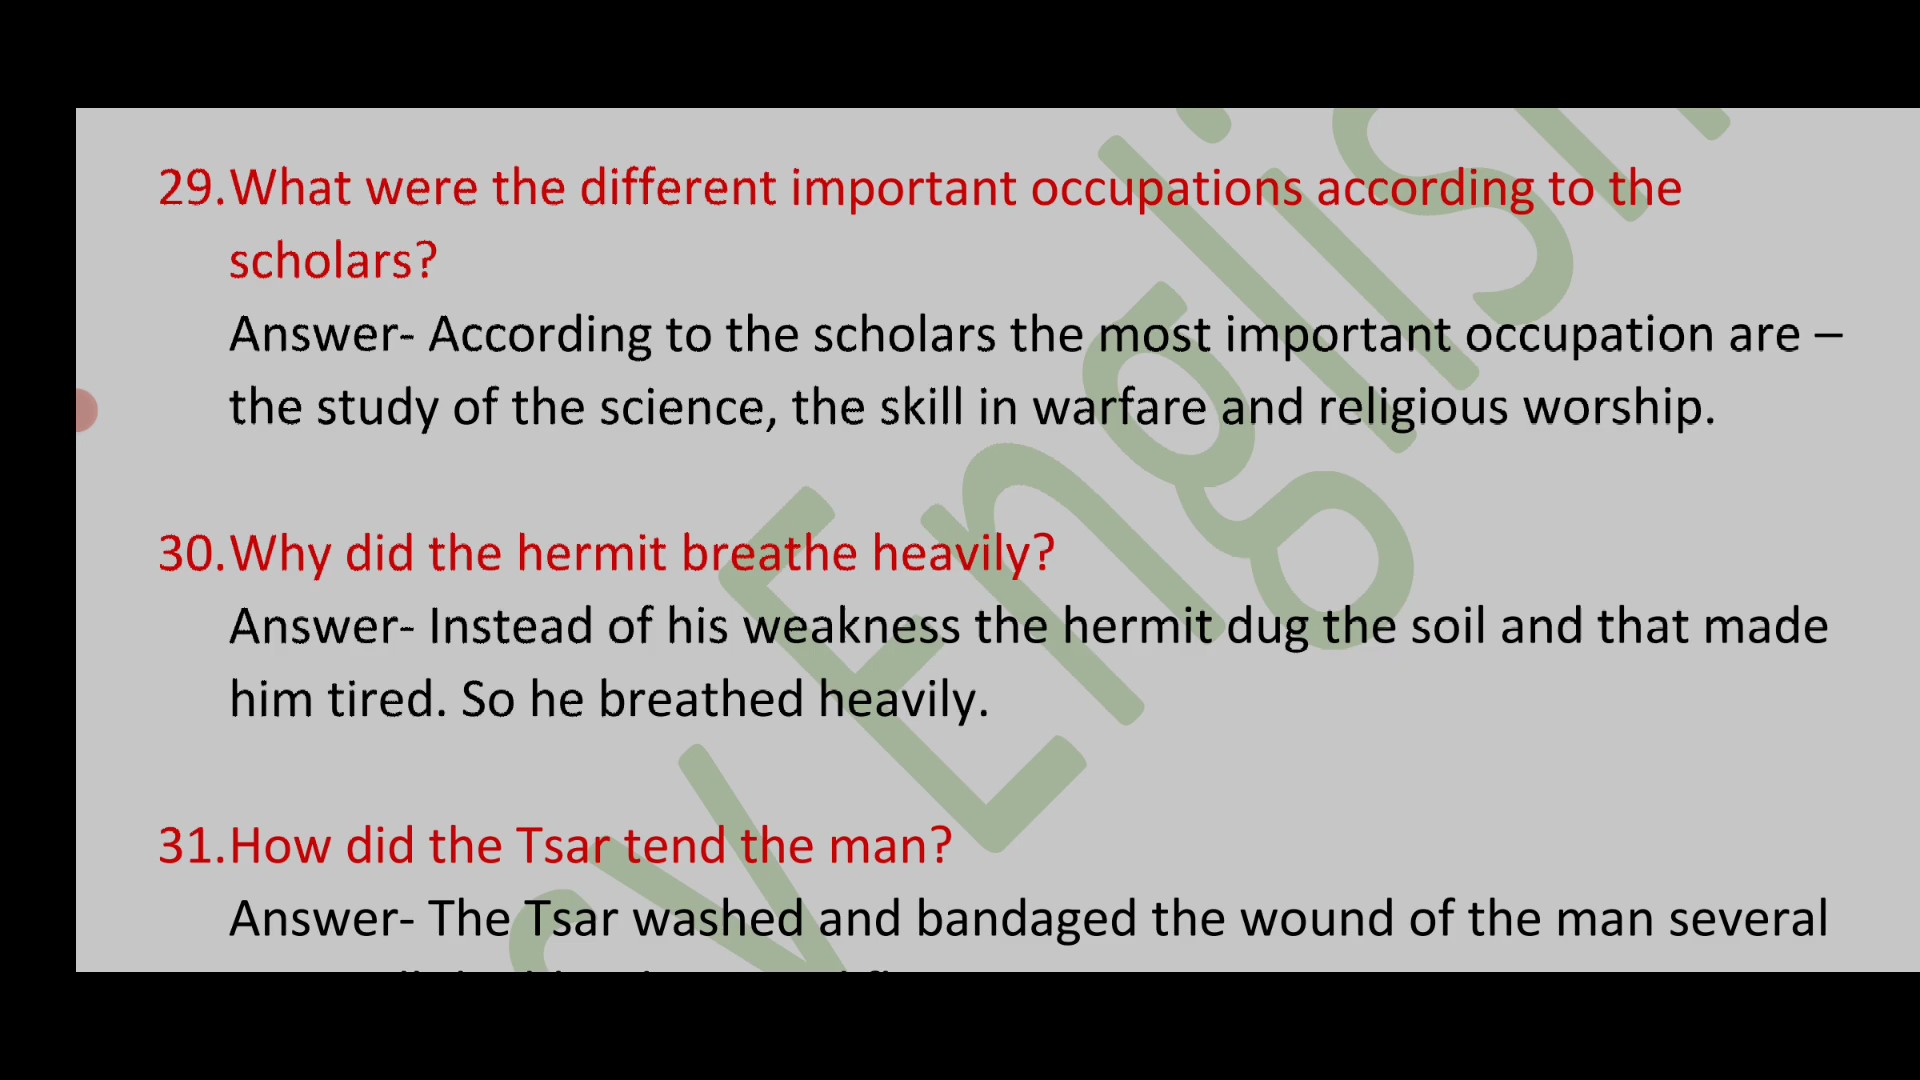 29.What were the different important occupations according to the
scholars?
Answer- According to the scholars the most important occupation are –
the study of the science, the skill in warfare and religious worship.
30.Why did the hermit breathe heavily?
Answer- Instead of his weakness the hermit dug the soil and that made
him tired. So he breathed heavily.
31.How did the Tsar tend the man?
Answer- The Tsar washed and bandaged the wound of the man several
English